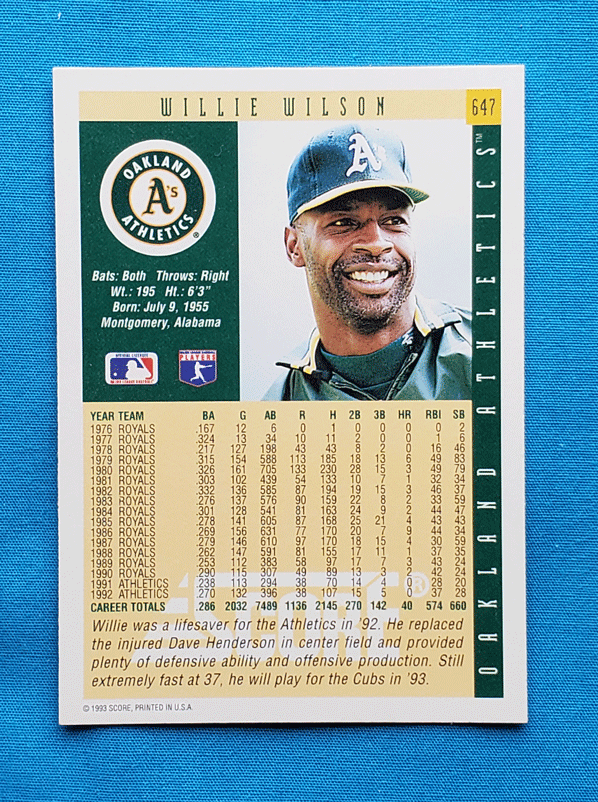 WILLIE WILSON
647
OAKLAND ATHLETICS™
OAKLAND
A's
ATHLETICS®
A's
Bats: Both Throws: Right
Wt.: 195 Ht.: 6'3"
Born: July 9, 1955
Montgomery, Alabama
PLAYERS
YEAR TEAM BA G AB R H 2B 3B HR RBI SB
1976 ROYALS .167 12 6 0 1 0 0 0 0 2
1977 ROYALS .324 13 34 10 11 2 0 0 1 6
1978 ROYALS .217 127 198 43 43 8 2 0 16 46
1979 ROYALS .315 154 588 113 185 18 13 6 49 83
1980 ROYALS .326 161 705 133 230 28 15 3 49 79
1981 ROYALS .303 102 439 54 133 10 7 1 32 34
1982 ROYALS .332 136 585 87 194 19 15 3 46 37
1983 ROYALS .276 137 576 90 159 22 8 2 33 59
1984 ROYALS .301 128 541 81 163 24 9 2 44 47
1985 ROYALS .278 141 605 87 168 25 21 4 43 43
1986 ROYALS .269 156 631 77 170 20 7 9 44 34
1987 ROYALS .279 146 610 97 170 18 15 4 30 59
1988 ROYALS .262 147 591 81 155 17 11 1 37 35
1989 ROYALS .253 112 383 58 97 17 7 3 43 24
1990 ROYALS .290 115 307 49 89 13 3 2 42 24
1991 ATHLETICS .238 113 294 38 70 14 4 0 28 20
1992 ATHLETICS .270 132 396 38 107 15 5 0 37 28
CAREER TOTALS .286 2032 7489 1136 2145 270 142 40 574 660
SCORE®
Willie was a lifesaver for the Athletics in '92. He replaced
the injured Dave Henderson in center field and provided
plenty of defensive ability and offensive production. Still
extremely fast at 37, he will play for the Cubs in '93.
© 1993 SCORE, PRINTED IN U.S.A.